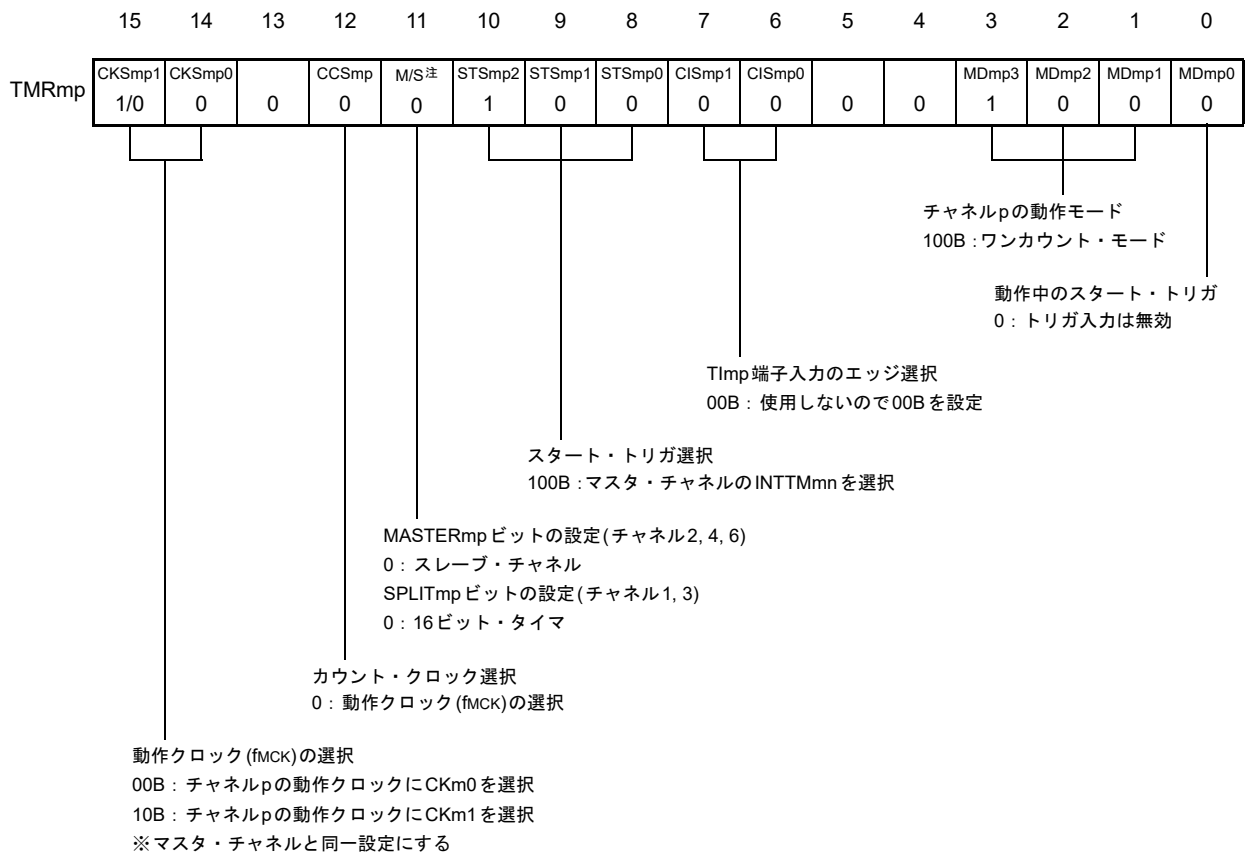 15 14 13 12 11 10 9 8 7 6 5 4 3 2 1 0
TMRmp
CKSmp1 CKSmp0 CCSmp M/S注 STSmp2 STSmp1 STSmp0 CISmp1 CISmp0 MDmp3 MDmp2 MDmp1 MDmp0
1/0 0 0 0 0 1 0 0 0 0 0 0 1 0 0 0
チャネルpの動作モード
100B：ワンカウント・モード
動作中のスタート・トリガ
0：トリガ入力は無効
TImp端子入力のエッジ選択
00B：使用しないので00Bを設定
スタート・トリガ選択
100B：マスタ・チャネルのINTTMmnを選択
MASTERmpビットの設定(チャネル2, 4, 6)
0：スレーブ・チャネル
SPLITmpビットの設定(チャネル1, 3)
0：16ビット・タイマ
カウント・クロック選択
0：動作クロック(fMCK)の選択
動作クロック(fMCK)の選択
00B：チャネルpの動作クロックにCKm0を選択
10B：チャネルpの動作クロックにCKm1を選択
※マスタ・チャネルと同一設定にする